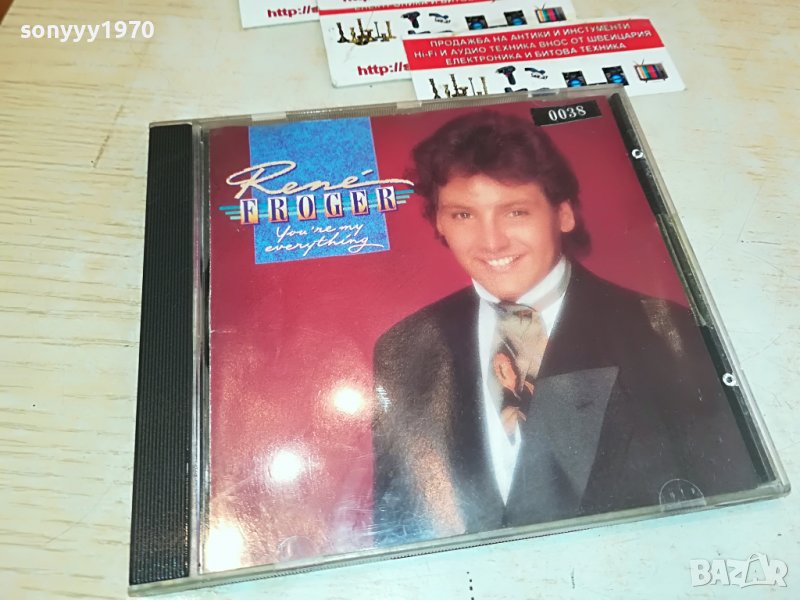 sonyyy1970
http://s
http://s
ПРОДАЖБА НА АНТИКИ И ИНСТУМЕНТИ
Hi-Fi И АУДИО ТЕХНИКА ВНОС ОТ ШВЕЙЦАРИЯ
ЕЛЕКТРОНИКА И БИТОВА ТЕХНИКА
0038
René
FROGER
You're my
everything
BAZAR